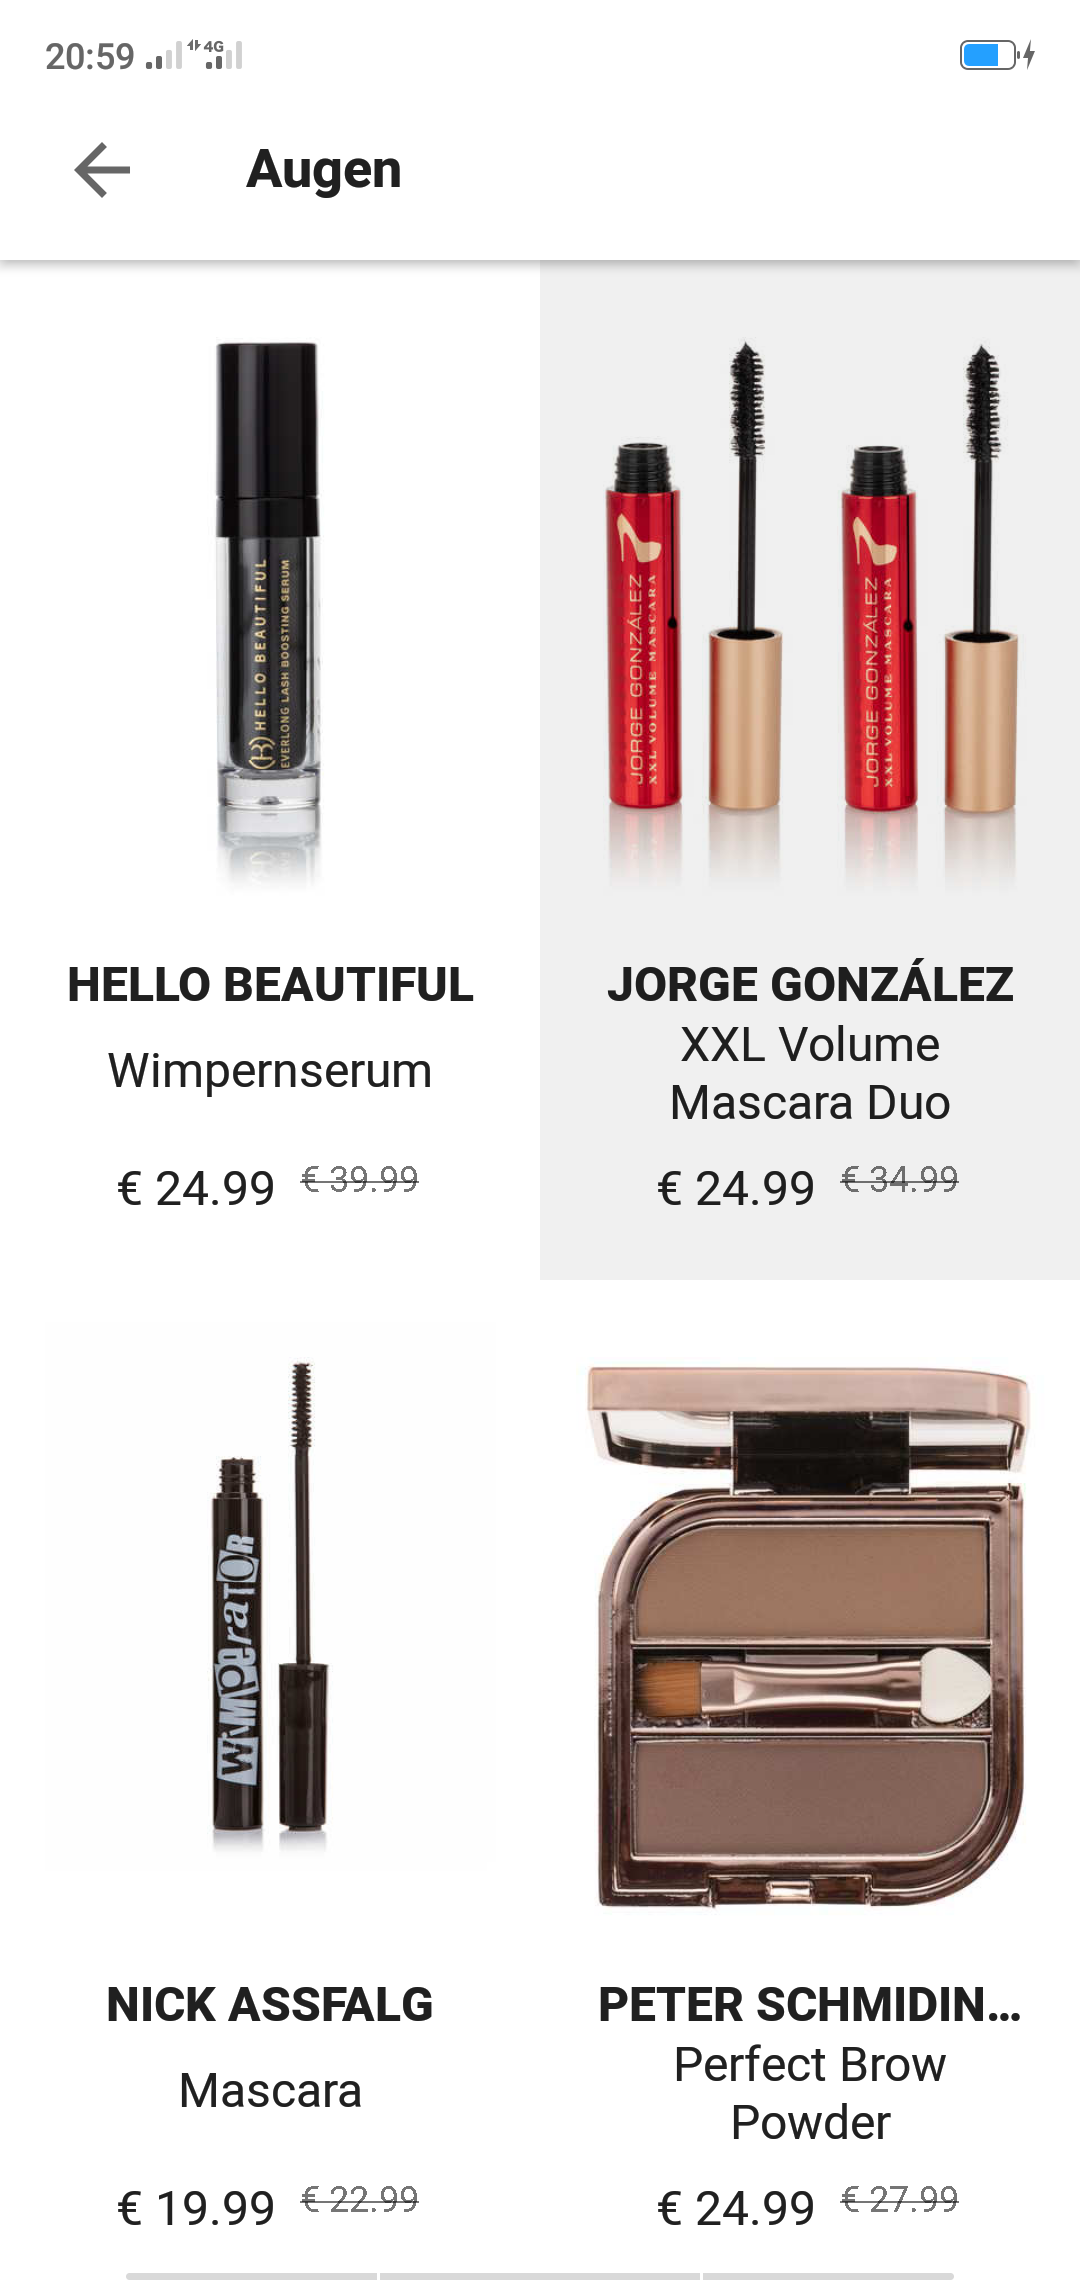 20:59
4G
Augen
HELLO BEAUTIFUL
EVERLONG LASH BOOSTING SERUM
JORGE GONZÁLEZ
XXL VOLUME MASCARA
JORGE GONZÁLEZ
XXL VOLUME MASCARA
HELLO BEAUTIFUL
Wimpernserum
€ 24.99 € 39.99
JORGE GONZÁLEZ
XXL Volume
Mascara Duo
€ 24.99 € 34.99
WiMperaTOR
NICK ASSFALG
Mascara
€ 19.99 € 22.99
PETER SCHMIDIN...
Perfect Brow
Powder
€ 24.99 € 27.99